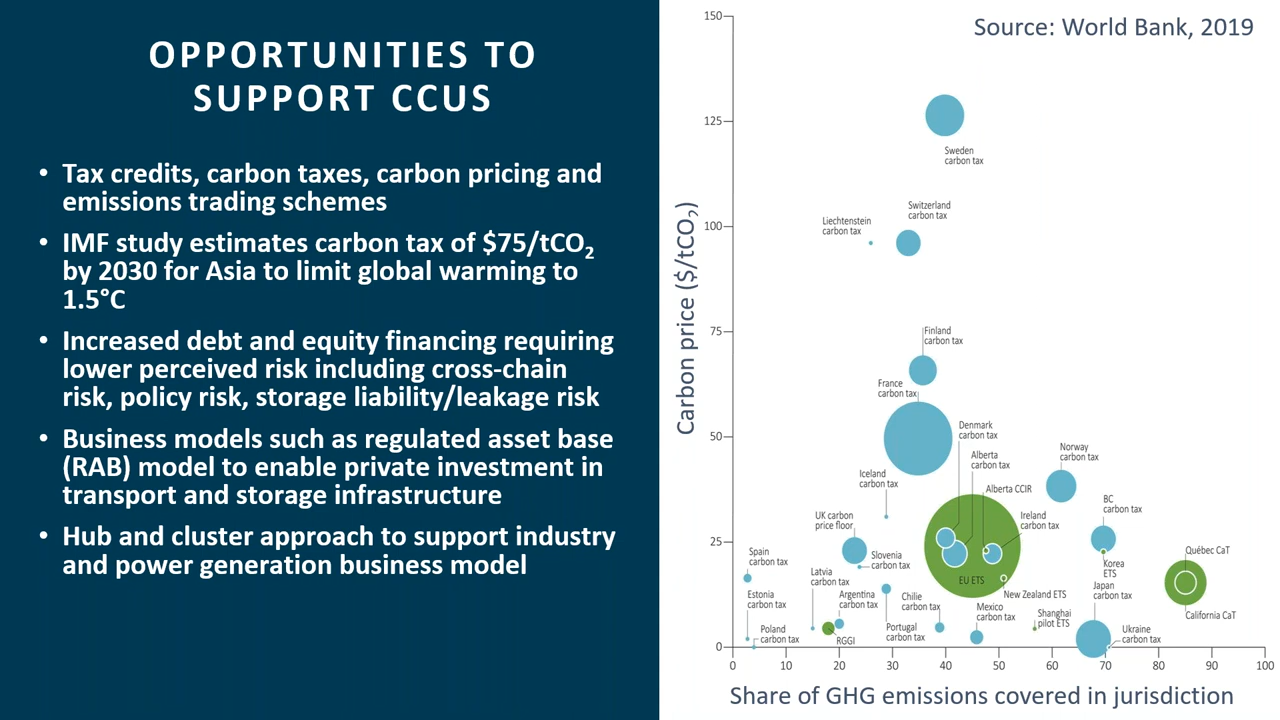 OPPORTUNITIES TO
SUPPORT CCUS
• Tax credits, carbon taxes, carbon pricing and
emissions trading schemes
• IMF study estimates carbon tax of $75/tCO₂
by 2030 for Asia to limit global warming to
1.5°C
• Increased debt and equity financing requiring
lower perceived risk including cross-chain
risk, policy risk, storage liability/leakage risk
• Business models such as regulated asset base
(RAB) model to enable private investment in
transport and storage infrastructure
• Hub and cluster approach to support industry
and power generation business model
Source: World Bank, 2019
Carbon price ($/tCO₂)
150
125
100
75
50
25
0
Sweden
carbon tax
Switzerland
carbon tax
Liechtenstein
carbon tax
Finland
carbon tax
France
carbon tax
Denmark
carbon tax
Norway
carbon tax
Alberta
carbon tax
Iceland
carbon tax
Alberta CCIR
BC
carbon tax
UK carbon
price floor
Ireland
carbon tax
Spain
carbon tax
Slovenia
carbon tax
Korea
ETS
Québec CaT
Latvia
carbon tax
EU ETS
Japan
carbon tax
Estonia
carbon tax
Argentina
carbon tax
Chilie
carbon tax
New Zealand ETS
Mexico
carbon tax
Shanghai
pilot ETS
California CaT
Poland
carbon tax
RGGI
Portugal
carbon tax
Ukraine
carbon tax
0
10
20
30
40
50
60
70
80
90
100
Share of GHG emissions covered in jurisdiction